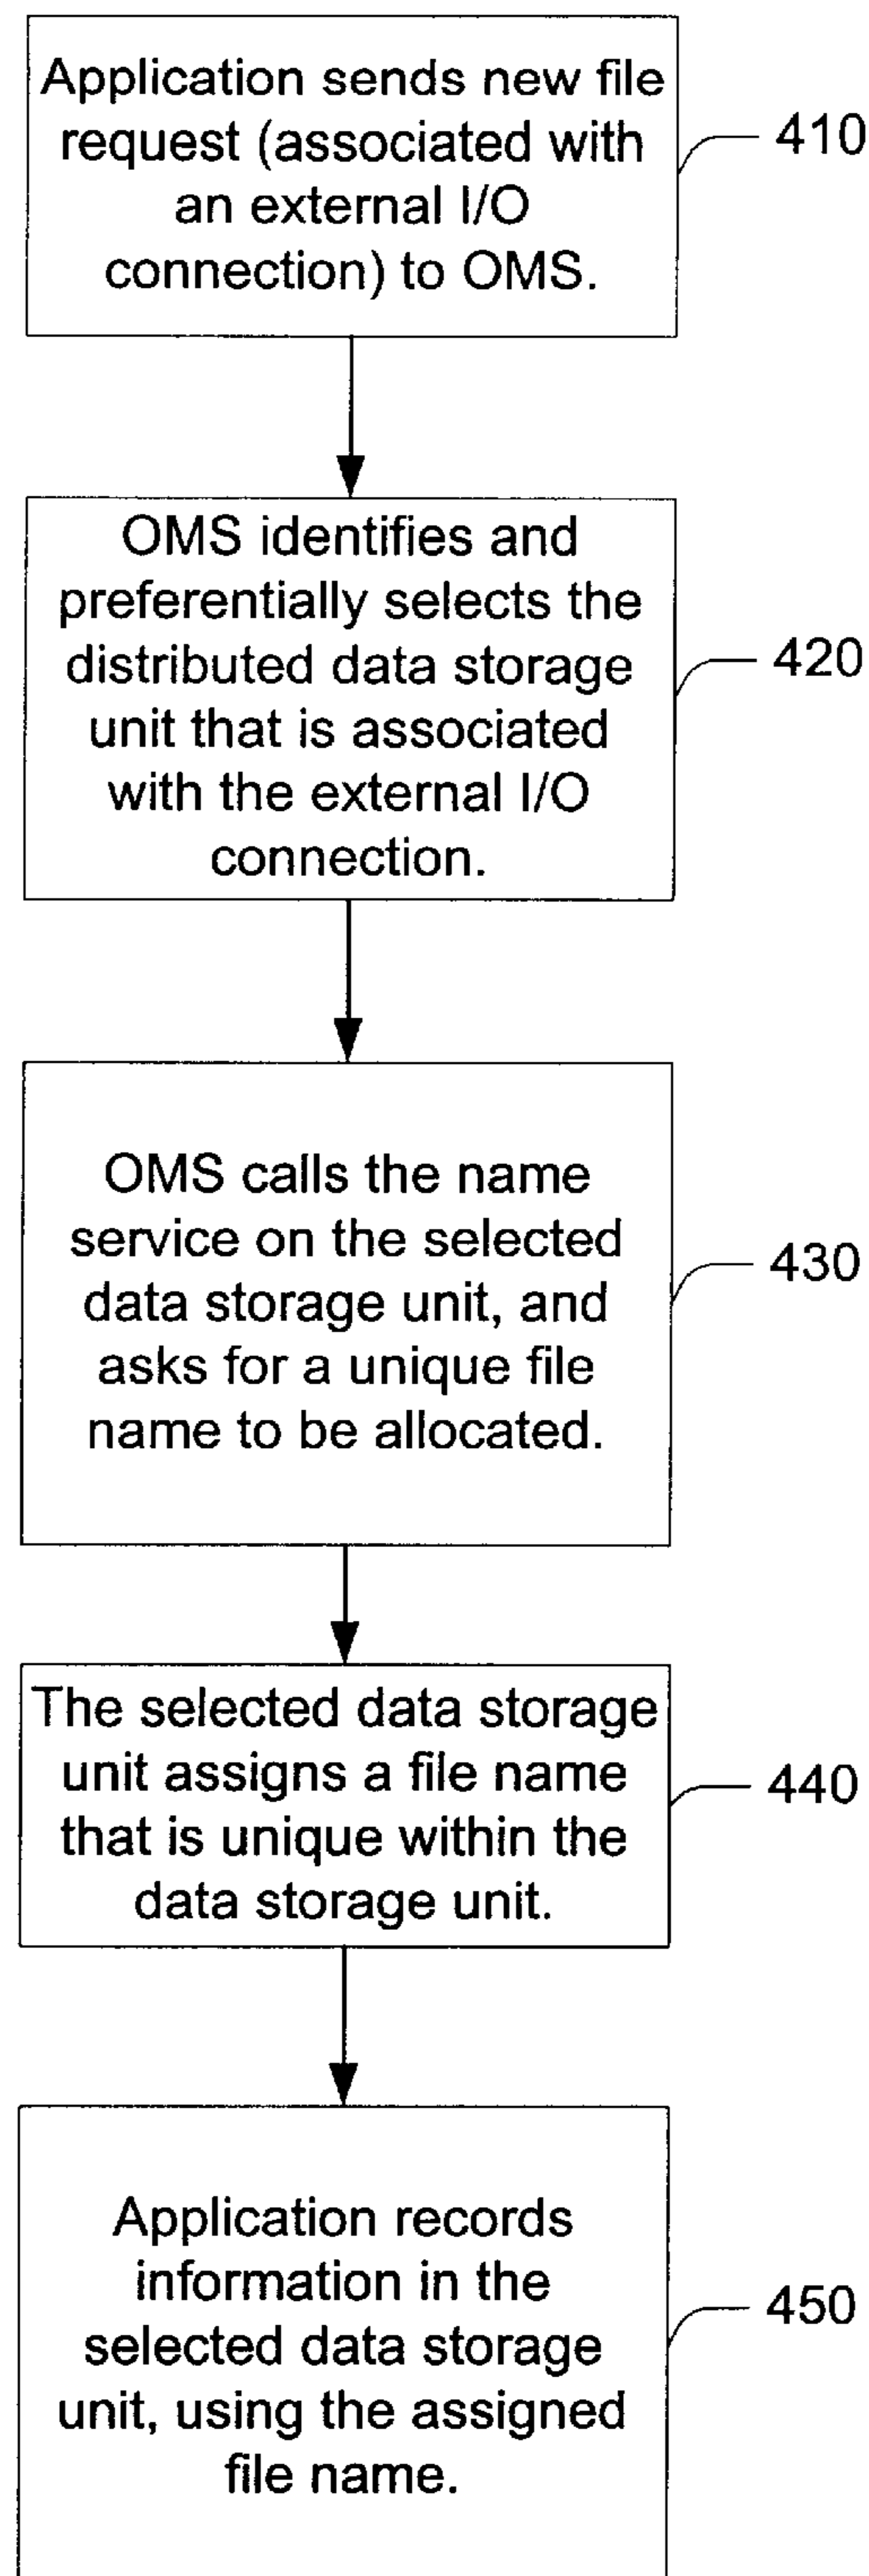 Application sends new file
request (associated with
an external I/O
connection) to OMS.
410
OMS identifies and
preferentially selects the
distributed data storage
unit that is associated
with the external I/O
connection.
420
OMS calls the name
service on the selected
data storage unit, and
asks for a unique file
name to be allocated.
430
The selected data storage
unit assigns a file name
that is unique within the
data storage unit.
440
Application records
information in the
selected data storage
unit, using the assigned
file name.
450